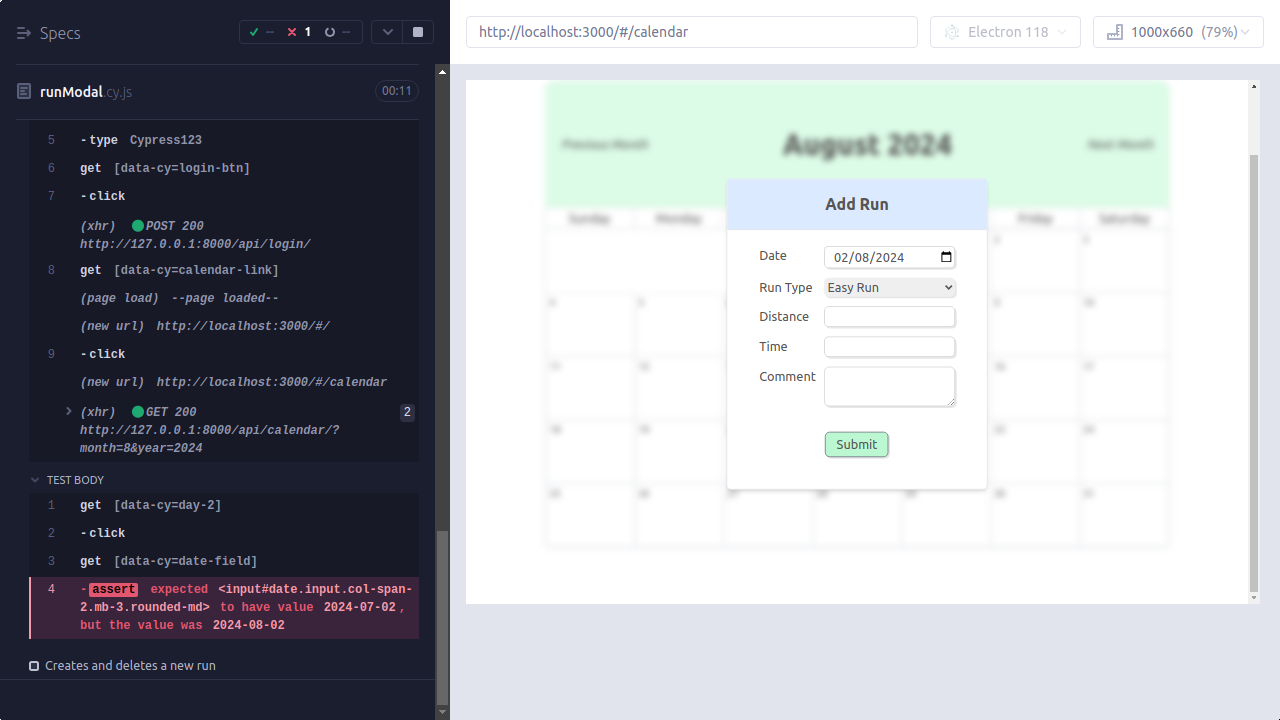 Specs
-- 1 --
runModal.cy.js
00:11
5 -type Cypress123
6 get [data-cy=login-btn]
7 -click
(xhr) POST 200
http://127.0.0.1:8000/api/login/
8 get [data-cy=calendar-link]
(page load) --page loaded--
(new url) http://localhost:3000/#/
9 -click
(new url) http://localhost:3000/#/calendar
(xhr) GET 200 2
http://127.0.0.1:8000/api/calendar/?
month=8&year=2024
TEST BODY
1 get [data-cy=day-2]
2 -click
3 get [data-cy=date-field]
4 -assert expected <input#date.input.col-span-
2.mb-3.rounded-md> to have value 2024-07-02,
but the value was 2024-08-02
Creates and deletes a new run
http://localhost:3000/#/calendar
Electron 118
1000x660 (79%)
Previous Month
August 2024
Next Month
Sunday
Monday
Friday
Saturday
Add Run
Date 02/08/2024
Run Type Easy Run
Distance
Time
Comment
Submit